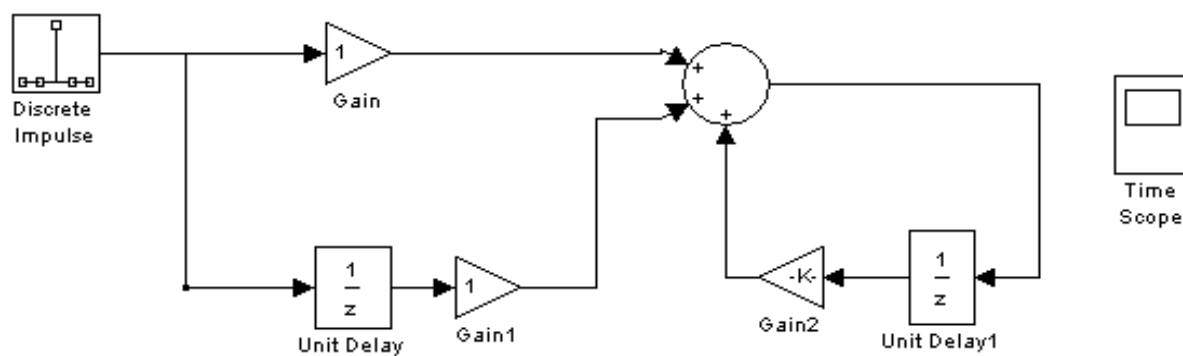 Discrete
Impulse
1
Gain
+
+
+
1
z
Unit Delay
1
Gain1
-K-
Gain2
1
z
Unit Delay1
Time
Scope